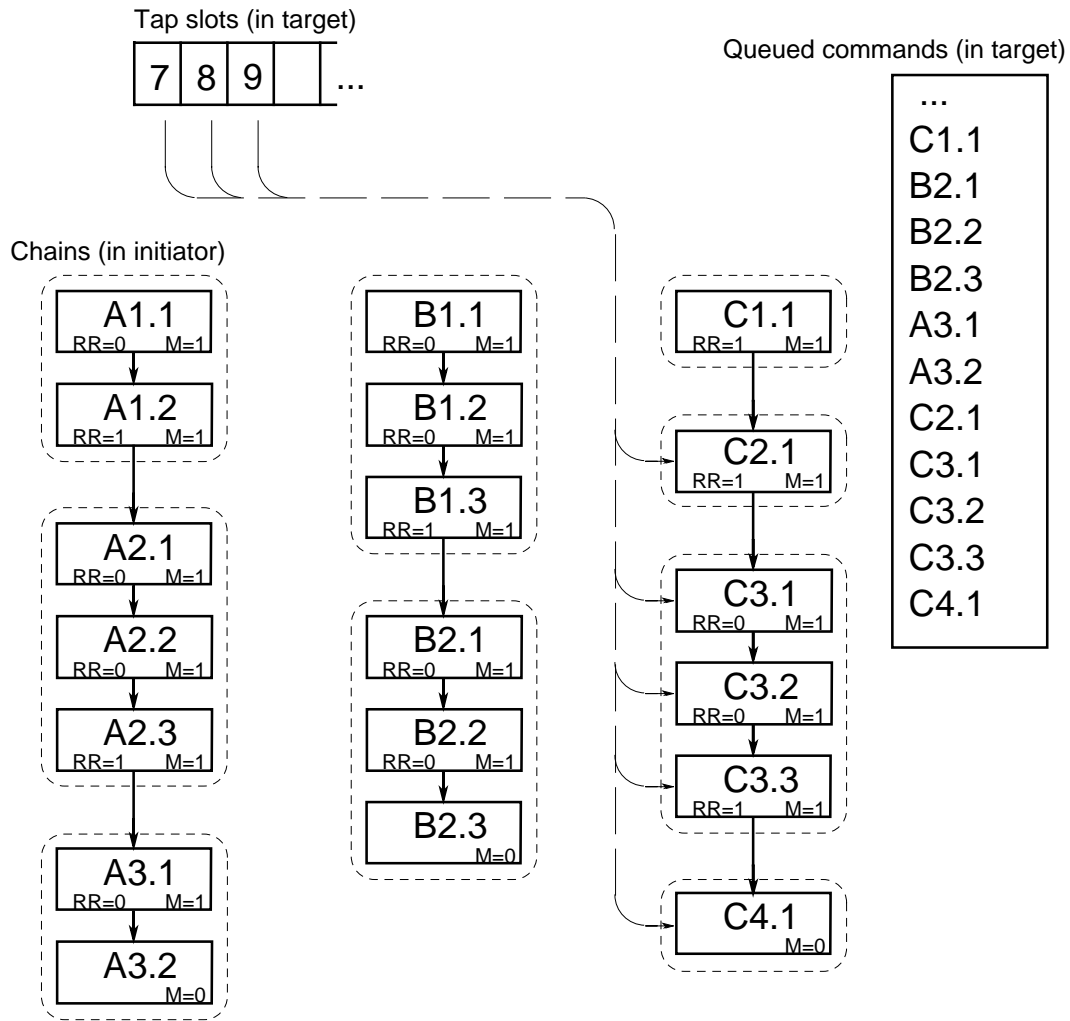 Tap slots (in target)
7 8 9 ...
Queued commands (in target)
...
C1.1
B2.1
B2.2
B2.3
A3.1
A3.2
C2.1
C3.1
C3.2
C3.3
C4.1
Chains (in initiator)
A1.1
RR=0 M=1
A1.2
RR=1 M=1
A2.1
RR=0 M=1
A2.2
RR=0 M=1
A2.3
RR=1 M=1
A3.1
RR=0 M=1
A3.2
M=0
B1.1
RR=0 M=1
B1.2
RR=0 M=1
B1.3
RR=1 M=1
B2.1
RR=0 M=1
B2.2
RR=0 M=1
B2.3
M=0
C1.1
RR=1 M=1
C2.1
RR=1 M=1
C3.1
RR=0 M=1
C3.2
RR=0 M=1
C3.3
RR=1 M=1
C4.1
M=0